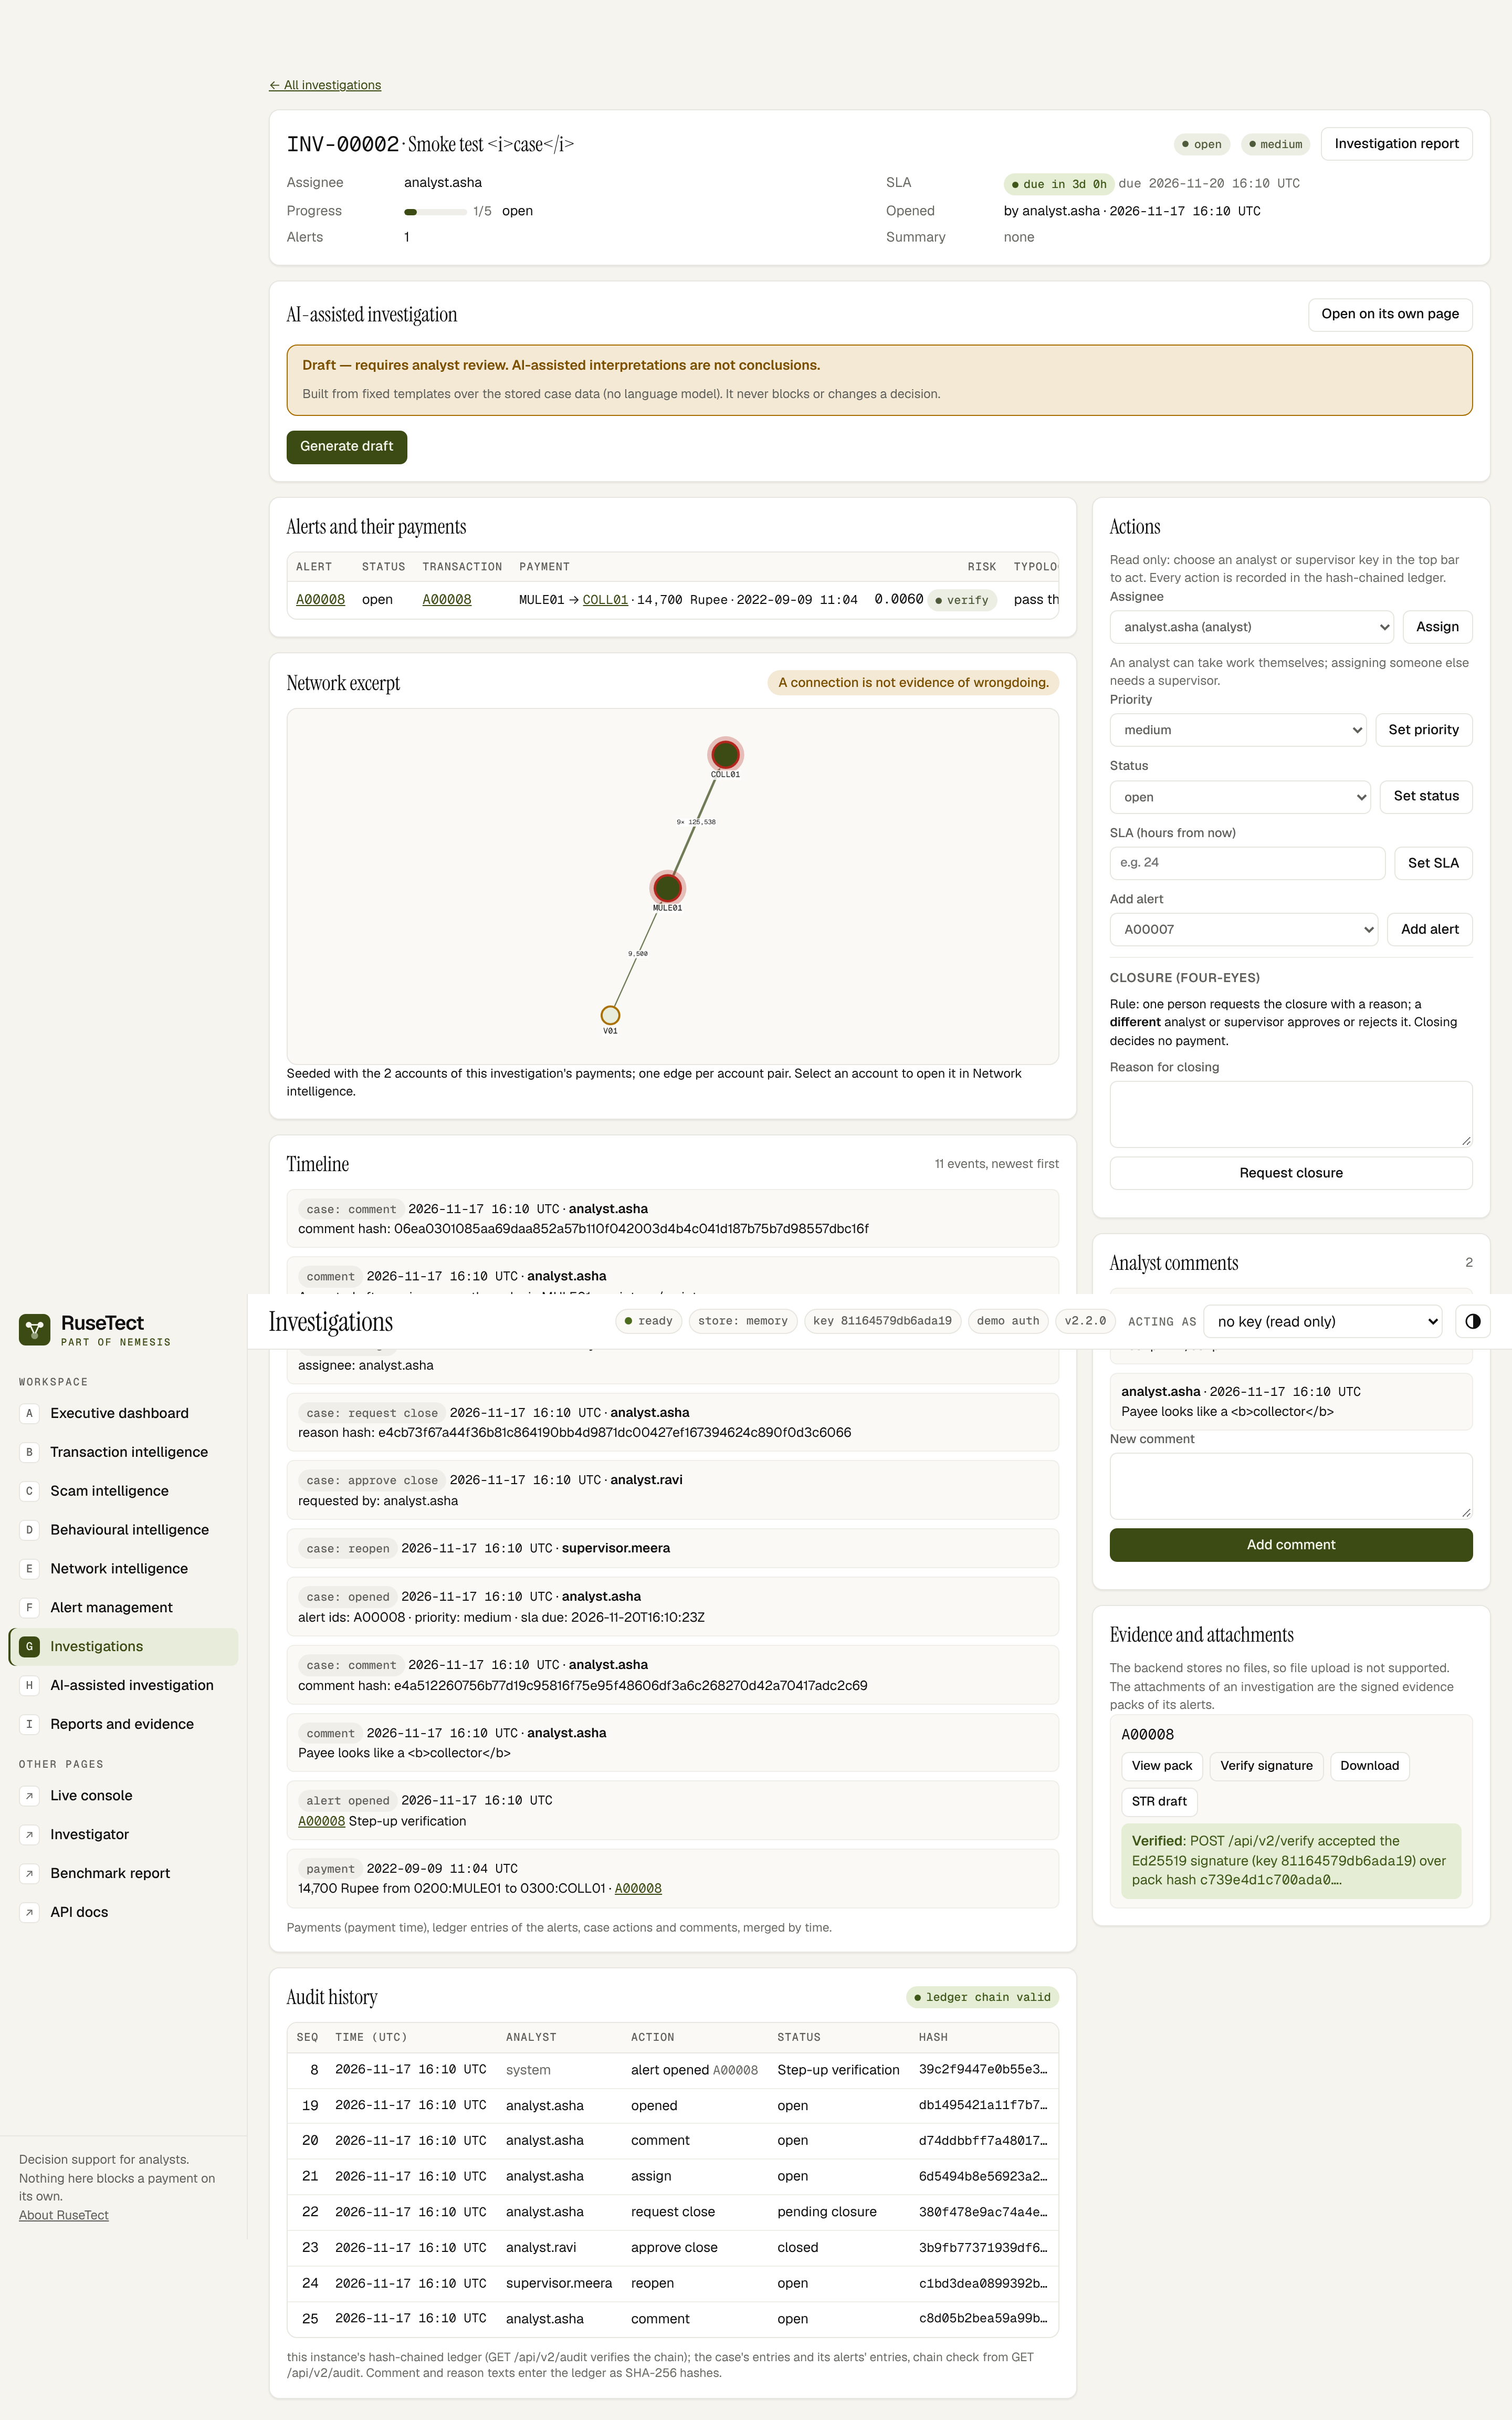 ← All investigations
INV-00002 · Smoke test <i>case</i>
open
medium
Investigation report
Assignee
analyst.asha
SLA
due in 3d 0h
due 2026-11-20 16:10 UTC
Progress
1/5 open
Opened
by analyst.asha · 2026-11-17 16:10 UTC
Alerts
1
Summary
none
AI-assisted investigation
Open on its own page
Draft — requires analyst review. AI-assisted interpretations are not conclusions.
Built from fixed templates over the stored case data (no language model). It never blocks or changes a decision.
Generate draft
Alerts and their payments
ALERT STATUS TRANSACTION PAYMENT RISK TYPOLO
A00008 open A00008 MULE01 → COLL01 · 14,700 Rupee · 2022-09-09 11:04 0.0060 verify pass th
Network excerpt
A connection is not evidence of wrongdoing.
COLL01
9× 125,538
MULE01
9,500
V01
Seeded with the 2 accounts of this investigation's payments; one edge per account pair. Select an account to open it in Network
intelligence.
Actions
Read only: choose an analyst or supervisor key in the top bar
to act. Every action is recorded in the hash-chained ledger.
Assignee
analyst.asha (analyst)
Assign
An analyst can take work themselves; assigning someone else
needs a supervisor.
Priority
medium
Set priority
Status
open
Set status
SLA (hours from now)
e.g. 24
Set SLA
Add alert
A00007
Add alert
CLOSURE (FOUR-EYES)
Rule: one person requests the closure with a reason; a
different analyst or supervisor approves or rejects it. Closing
decides no payment.
Reason for closing
Request closure
Timeline
11 events, newest first
case: comment 2026-11-17 16:10 UTC · analyst.asha
comment hash: 06ea0301085aa69daa852a57b110f042003d4b4c041d187b75b7d98557dbc16f
comment 2026-11-17 16:10 UTC · analyst.asha
Analyst comments
2
RuseTect
PART OF NEMESIS
Investigations
ready
store: memory
key 81164579db6ada19
demo auth
v2.2.0
ACTING AS
no key (read only)
WORKSPACE
A Executive dashboard
B Transaction intelligence
C Scam intelligence
D Behavioural intelligence
E Network intelligence
F Alert management
G Investigations
H AI-assisted investigation
I Reports and evidence
OTHER PAGES
Live console
Investigator
Benchmark report
API docs
Decision support for analysts.
Nothing here blocks a payment on
its own.
About RuseTect
assignee: analyst.asha
case: request close 2026-11-17 16:10 UTC · analyst.asha
reason hash: e4cb73f67a44f36b81c864190bb4d9871dc00427ef167394624c890f0d3c6066
case: approve close 2026-11-17 16:10 UTC · analyst.ravi
requested by: analyst.asha
case: reopen 2026-11-17 16:10 UTC · supervisor.meera
case: opened 2026-11-17 16:10 UTC · analyst.asha
alert ids: A00008 · priority: medium · sla due: 2026-11-20T16:10:23Z
case: comment 2026-11-17 16:10 UTC · analyst.asha
comment hash: e4a512260756b77d19c95816f75e95f48606df3a6c268270d42a70417adc2c69
comment 2026-11-17 16:10 UTC · analyst.asha
Payee looks like a <b>collector</b>
alert opened 2026-11-17 16:10 UTC
A00008 Step-up verification
payment 2022-09-09 11:04 UTC
14,700 Rupee from 0200:MULE01 to 0300:COLL01 · A00008
Payments (payment time), ledger entries of the alerts, case actions and comments, merged by time.
analyst.asha · 2026-11-17 16:10 UTC
Payee looks like a <b>collector</b>
New comment
Add comment
Evidence and attachments
The backend stores no files, so file upload is not supported.
The attachments of an investigation are the signed evidence
packs of its alerts.
A00008
View pack
Verify signature
Download
STR draft
Verified: POST /api/v2/verify accepted the
Ed25519 signature (key 81164579db6ada19) over
pack hash c739e4d1c700ada0….
Audit history
ledger chain valid
SEQ TIME (UTC) ANALYST ACTION STATUS HASH
8 2026-11-17 16:10 UTC system alert opened A00008 Step-up verification 39c2f9447e0b55e3…
19 2026-11-17 16:10 UTC analyst.asha opened open db1495421a11f7b7…
20 2026-11-17 16:10 UTC analyst.asha comment open d74ddbbff7a48017…
21 2026-11-17 16:10 UTC analyst.asha assign open 6d5494b8e56923a2…
22 2026-11-17 16:10 UTC analyst.asha request close pending closure 380f478e9ac74a4e…
23 2026-11-17 16:10 UTC analyst.ravi approve close closed 3b9fb77371939df6…
24 2026-11-17 16:10 UTC supervisor.meera reopen open c1bd3dea0899392b…
25 2026-11-17 16:10 UTC analyst.asha comment open c8d05b2bea59a99b…
this instance's hash-chained ledger (GET /api/v2/audit verifies the chain); the case's entries and its alerts' entries, chain check from GET
/api/v2/audit. Comment and reason texts enter the ledger as SHA-256 hashes.